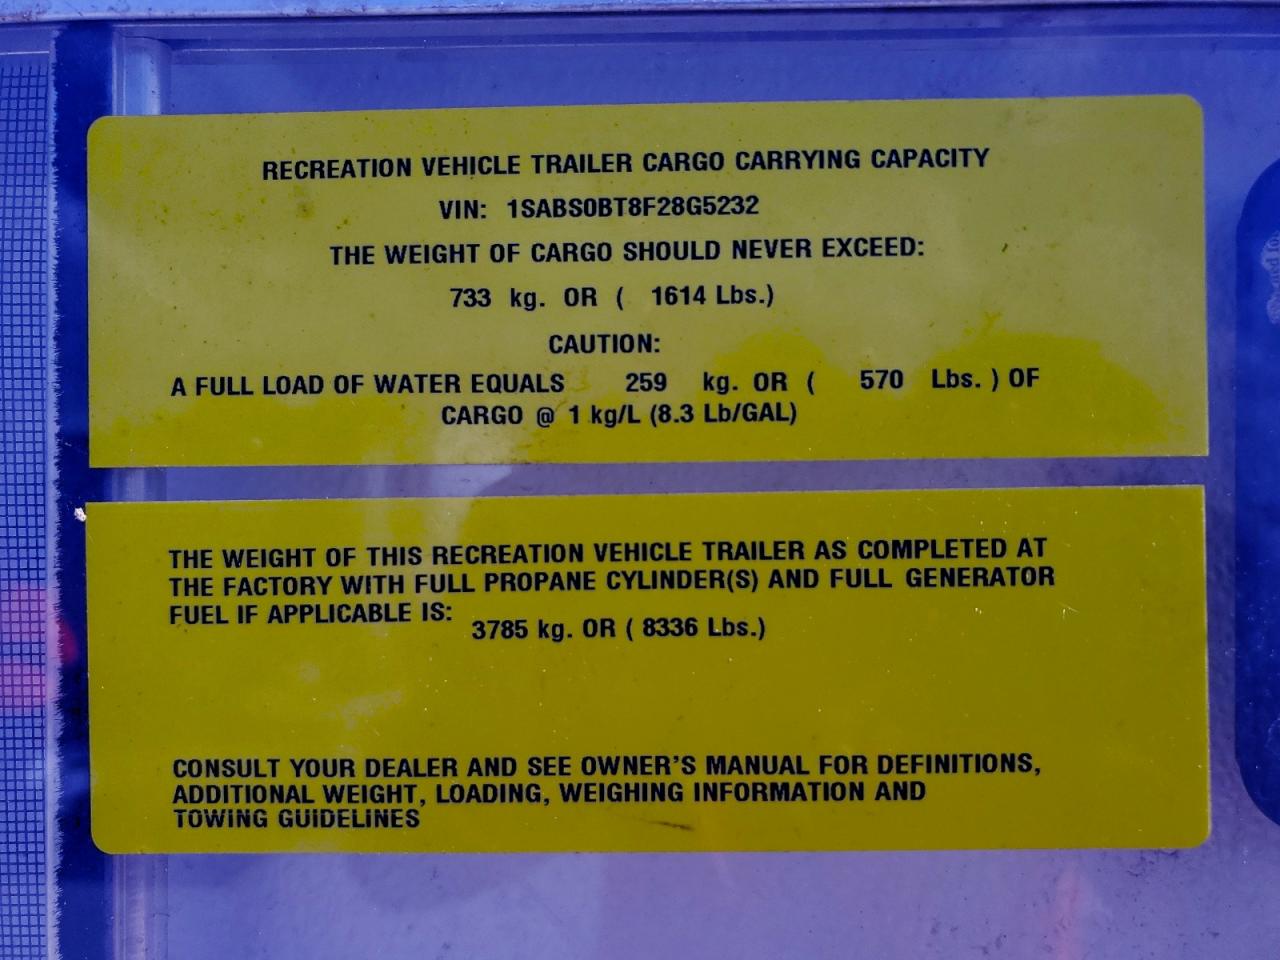 RECREATION VEHICLE TRAILER CARGO CARRYING CAPACITY
VIN: 1SABS0BT8F28G5232
THE WEIGHT OF CARGO SHOULD NEVER EXCEED:
733 kg. OR ( 1614 Lbs.)
CAUTION:
A FULL LOAD OF WATER EQUALS 259 kg. OR ( 570 Lbs. ) OF
CARGO @ 1 kg/L (8.3 Lb/GAL)
THE WEIGHT OF THIS RECREATION VEHICLE TRAILER AS COMPLETED AT
THE FACTORY WITH FULL PROPANE CYLINDER(S) AND FULL GENERATOR
FUEL IF APPLICABLE IS:
3785 kg. OR ( 8336 Lbs.)
CONSULT YOUR DEALER AND SEE OWNER'S MANUAL FOR DEFINITIONS,
ADDITIONAL WEIGHT, LOADING, WEIGHING INFORMATION AND
TOWING GUIDELINES